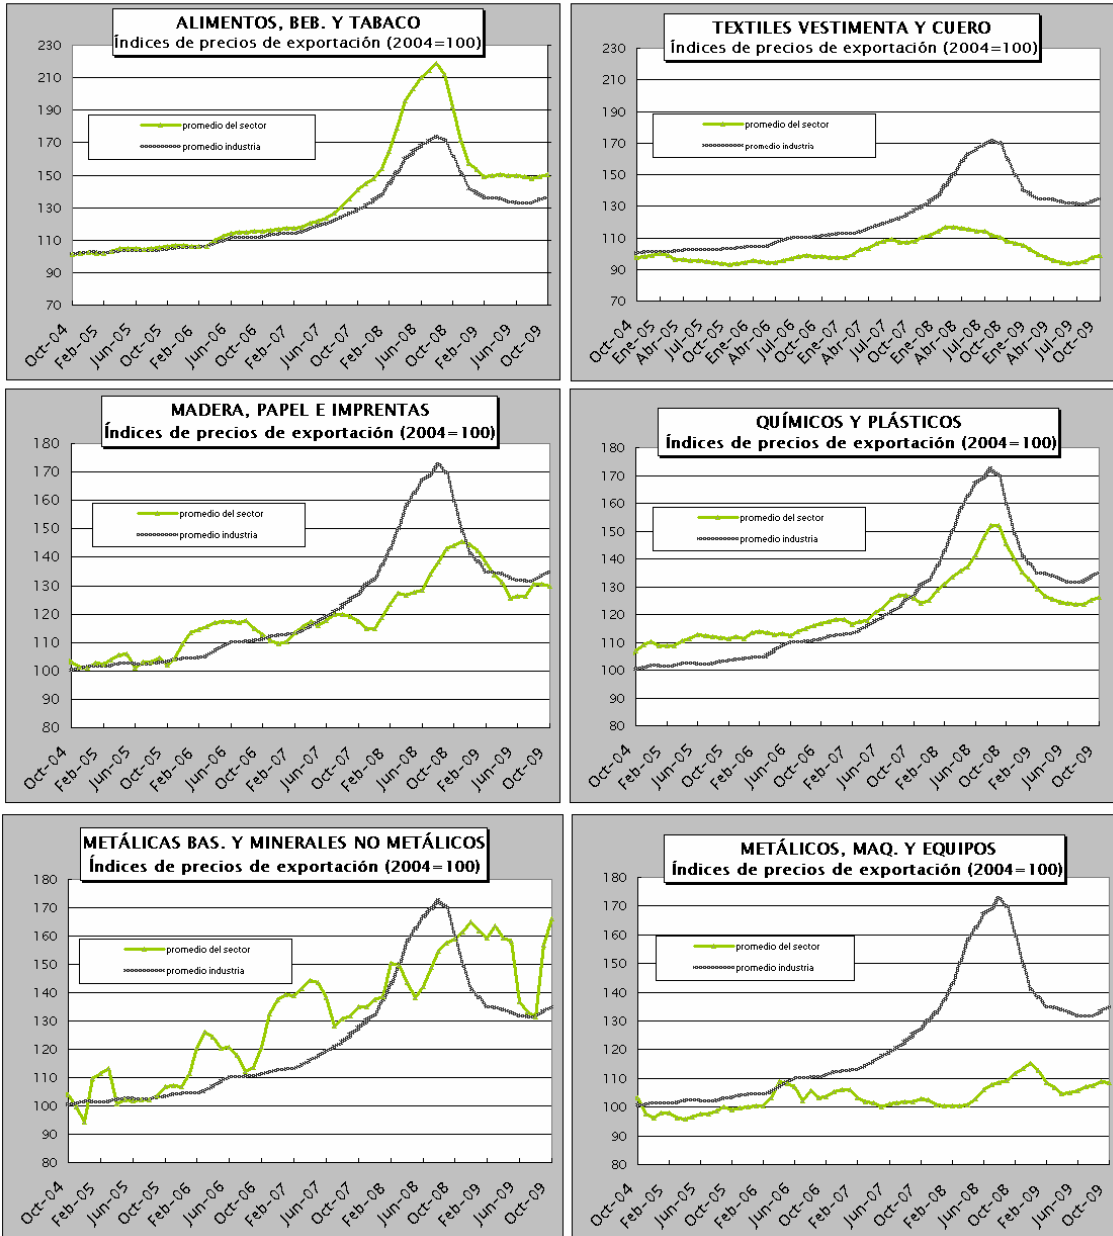 ALIMENTOS, BEB. Y TABACO
Índices de precios de exportación (2004=100)
230
210
190
170
150
130
110
90
70
promedio del sector
promedio industria
Oct-04
Feb-05
Jun-05
Oct-05
Feb-06
Jun-06
Oct-06
Feb-07
Jun-07
Oct-07
Feb-08
Jun-08
Oct-08
Feb-09
Jun-09
Oct-09
TEXTILES VESTIMENTA Y CUERO
Índices de precios de exportación (2004=100)
230
210
190
170
150
130
110
90
70
promedio del sector
promedio industria
Oct-04
Ene-05
Abr-05
Jul-05
Oct-05
Ene-06
Abr-06
Jul-06
Oct-06
Ene-07
Abr-07
Jul-07
Oct-07
Ene-08
Abr-08
Jul-08
Oct-08
Ene-09
Abr-09
Jul-09
Oct-09
MADERA, PAPEL E IMPRENTAS
Índices de precios de exportación (2004=100)
180
170
160
150
140
130
120
110
100
90
80
promedio del sector
promedio industria
Oct-04
Feb-05
Jun-05
Oct-05
Feb-06
Jun-06
Oct-06
Feb-07
Jun-07
Oct-07
Feb-08
Jun-08
Oct-08
Feb-09
Jun-09
Oct-09
QUÍMICOS Y PLÁSTICOS
Índices de precios de exportación (2004=100)
180
170
160
150
140
130
120
110
100
90
80
promedio del sector
promedio industria
Oct-04
Feb-05
Jun-05
Oct-05
Feb-06
Jun-06
Oct-06
Feb-07
Jun-07
Oct-07
Feb-08
Jun-08
Oct-08
Feb-09
Jun-09
Oct-09
METÁLICAS BAS. Y MINERALES NO METÁLICOS
Índices de precios de exportación (2004=100)
180
170
160
150
140
130
120
110
100
90
80
promedio del sector
promedio industria
Oct-04
Feb-05
Jun-05
Oct-05
Feb-06
Jun-06
Oct-06
Feb-07
Jun-07
Oct-07
Feb-08
Jun-08
Oct-08
Feb-09
Jun-09
Oct-09
METÁLICOS, MAQ. Y EQUIPOS
Índices de precios de exportación (2004=100)
180
170
160
150
140
130
120
110
100
90
80
promedio del sector
promedio industria
Oct-04
Feb-05
Jun-05
Oct-05
Feb-06
Jun-06
Oct-06
Feb-07
Jun-07
Oct-07
Feb-08
Jun-08
Oct-08
Feb-09
Jun-09
Oct-09